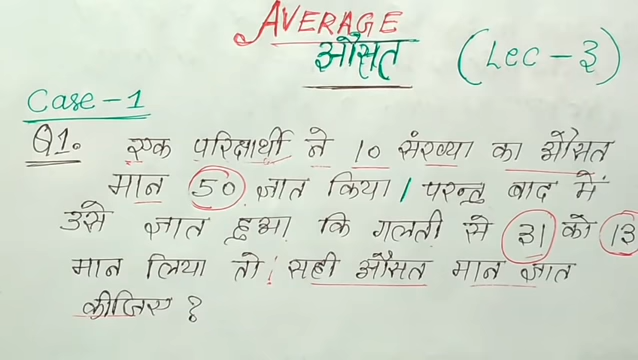 AVERAGE
औसत (Lec - 3)
Case - 1
Q1. एक परिक्षार्थी ने 10 संख्या का औसत
मान 50 ज्ञात किया / परन्तु बाद में
उसे ज्ञात हुआ कि गलती से 31 को 13
मान लिया तो ! सही औसत मान ज्ञात
कीजिए ?